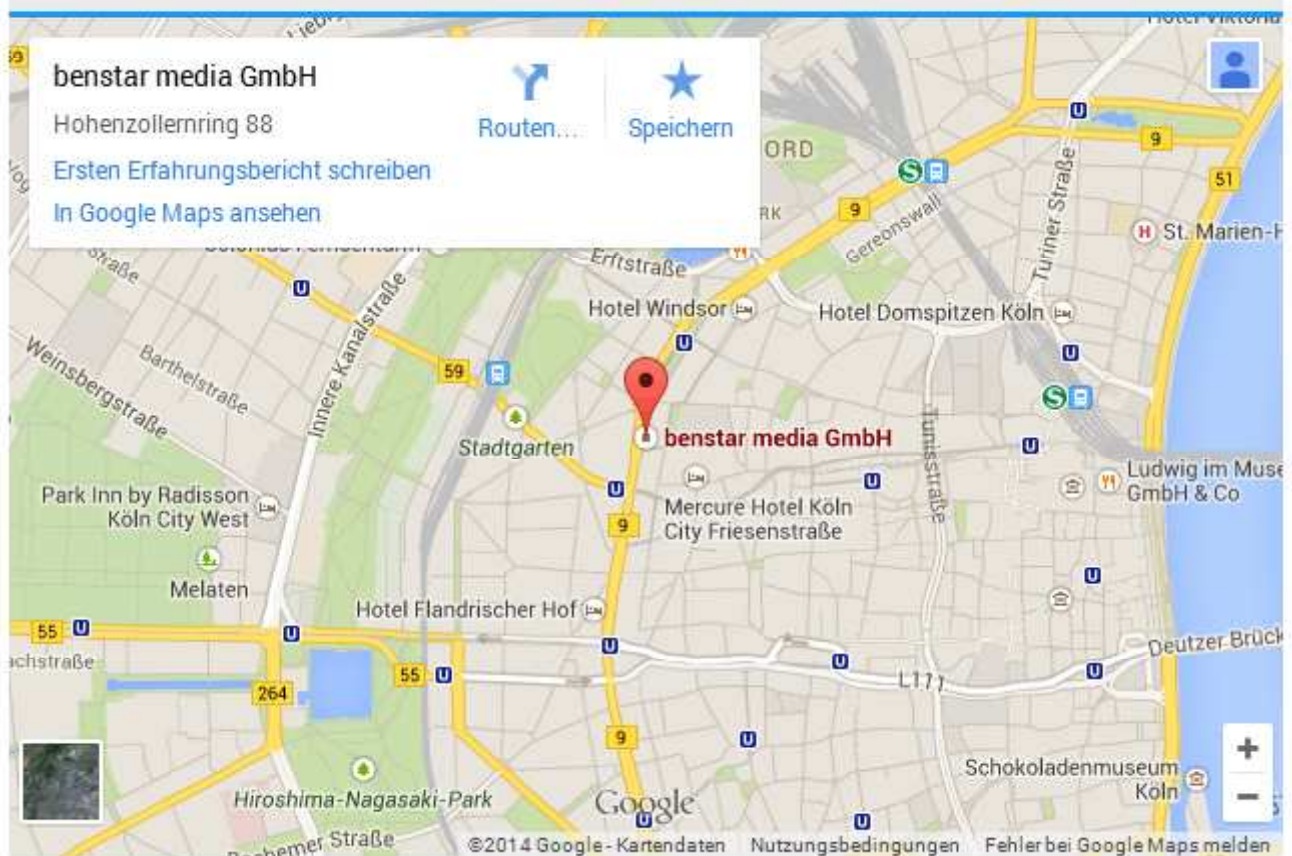 benstar media GmbH
Hohenzollernring 88
Routen...
Speichern
Ersten Erfahrungsbericht schreiben
In Google Maps ansehen
59
ORD
RK
9
9
51
S
U
Turiner Straße
Gereonswall
H St. Marien-H
Erftstraße
Straße
U
Hotel Windsor
Hotel Domspitzen Köln
U
U
Innere Kanalstraße
Weinsbergstraße
Barthelstraße
59
S
Stadtgarten
benstar media GmbH
Tunisstraße
U
U
U
Ludwig im Muse
GmbH & Co
Park Inn by Radisson
Köln City West
Mercure Hotel Köln
City Friesenstraße
9
Melaten
U
Hotel Flandrischer Hof
55
U
U
U
U
U
Deutzer Brück
achstraße
55
U
264
9
U
Schokoladenmuseum
Köln
+
−
Hiroshima-Nagasaki-Park
Google
U
U
Straße
©2014 Google - Kartendaten
Nutzungsbedingungen
Fehler bei Google Maps melden